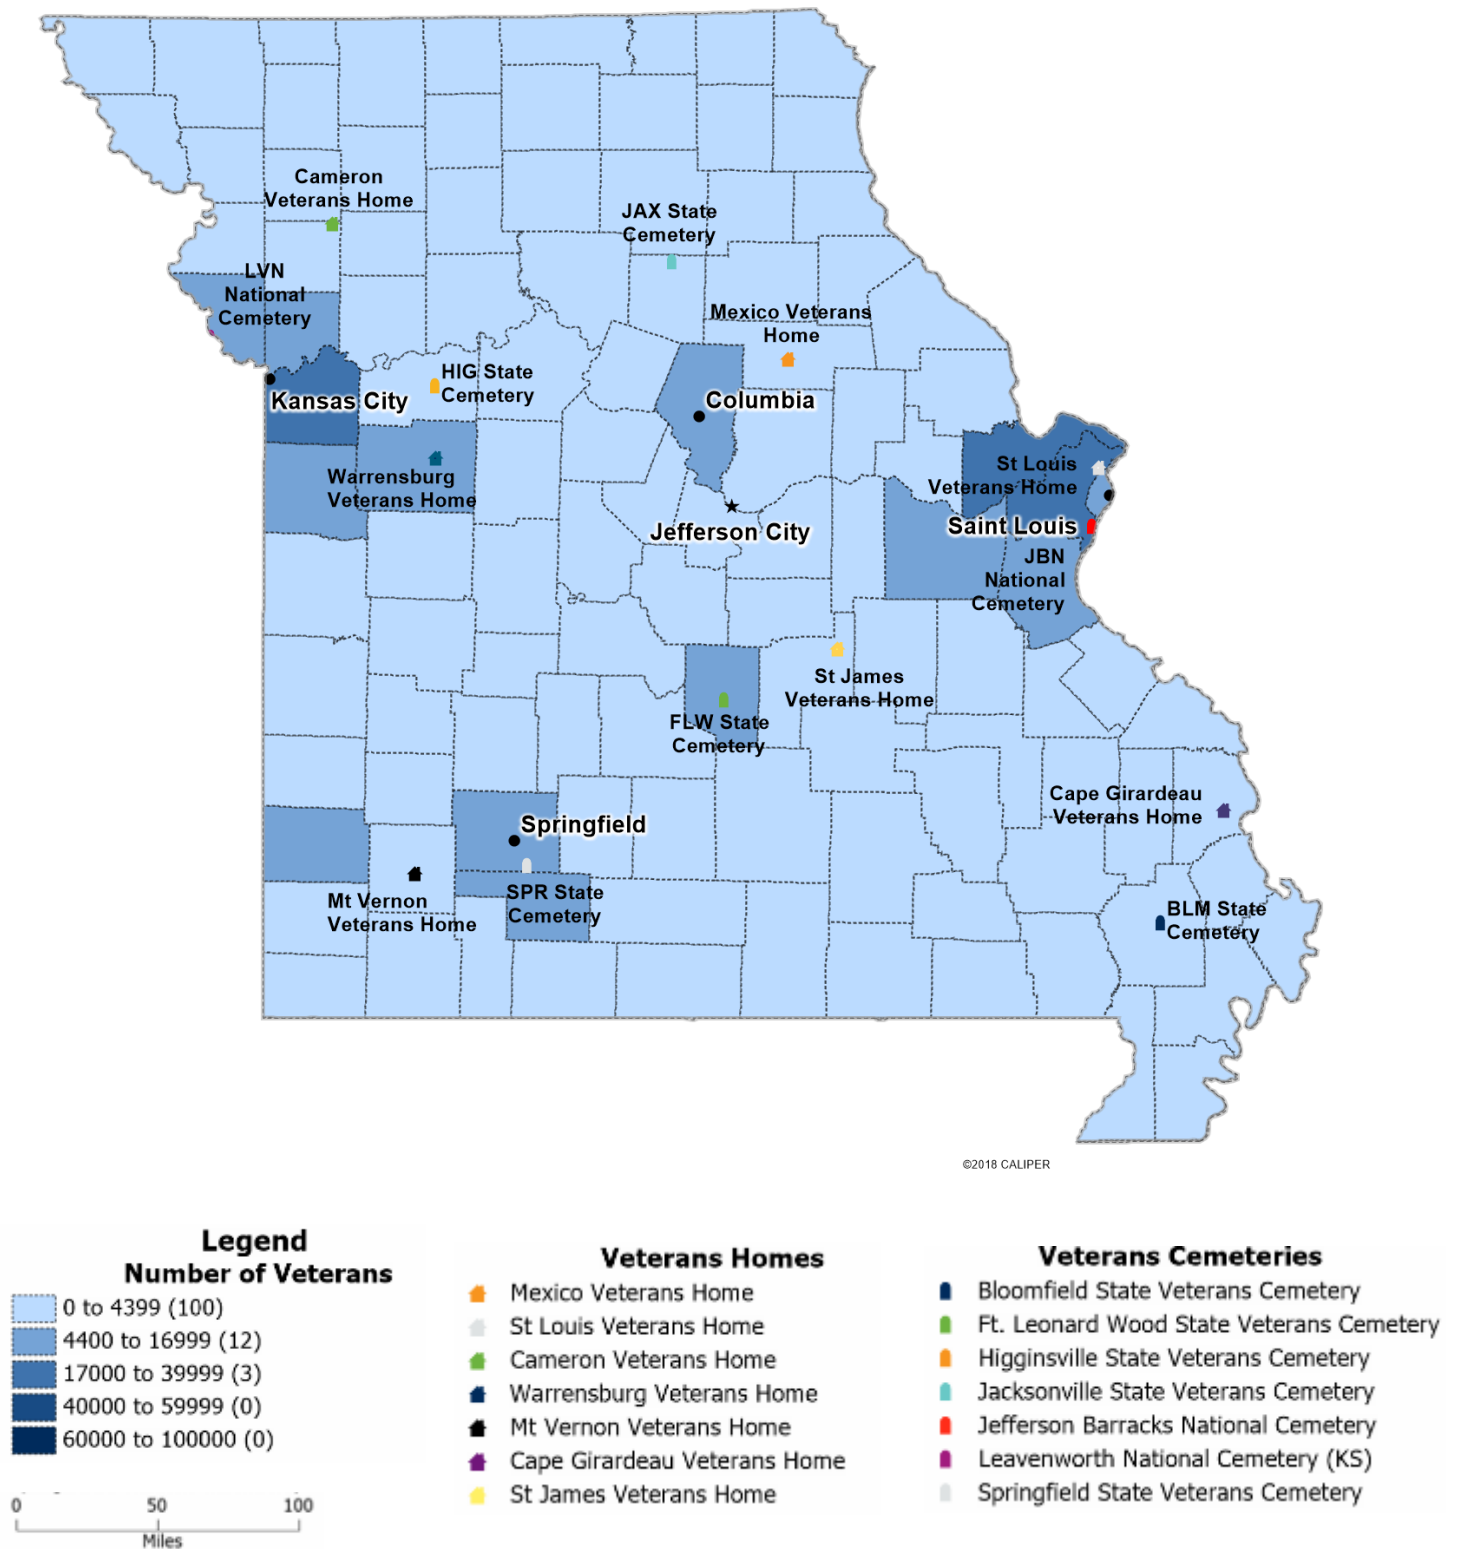 Cameron
Veterans Home
JAX State
Cemetery
LVN
National
Cemetery
Mexico Veterans
Home
HIG State
Cemetery
Kansas City
Columbia
St Louis
Veterans Home
Warrensburg
Veterans Home
Jefferson City
Saint Louis
JBN
National
Cemetery
St James
Veterans Home
FLW State
Cemetery
Cape Girardeau
Veterans Home
Springfield
SPR State
Cemetery
Mt Vernon
Veterans Home
BLM State
Cemetery
©2018 CALIPER
Legend
Number of Veterans
0 to 4399 (100)
4400 to 16999 (12)
17000 to 39999 (3)
40000 to 59999 (0)
60000 to 100000 (0)
0 50 100
Miles
Veterans Homes
Mexico Veterans Home
St Louis Veterans Home
Cameron Veterans Home
Warrensburg Veterans Home
Mt Vernon Veterans Home
Cape Girardeau Veterans Home
St James Veterans Home
Veterans Cemeteries
Bloomfield State Veterans Cemetery
Ft. Leonard Wood State Veterans Cemetery
Higginsville State Veterans Cemetery
Jacksonville State Veterans Cemetery
Jefferson Barracks National Cemetery
Leavenworth National Cemetery (KS)
Springfield State Veterans Cemetery